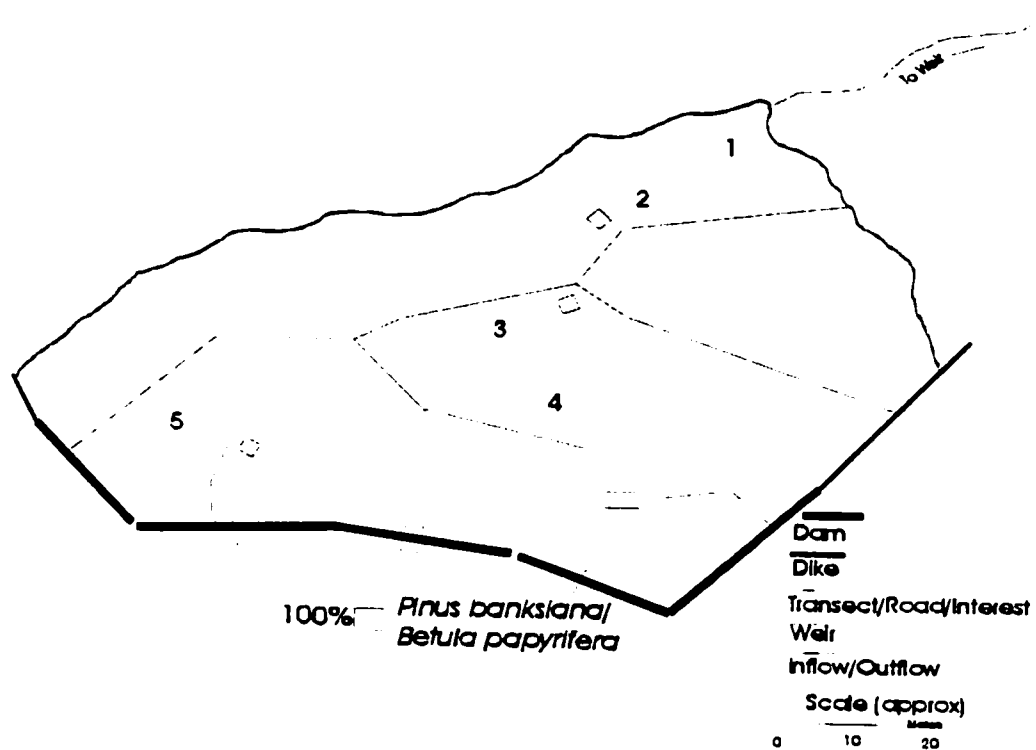 To Weir
1
2
3
4
5
100% Pinus banksiana/
Betula papyrifera
Dam
Dike
Transect/Road/Interest
Weir
Inflow/Outflow
Scale (approx)
Meters
0 10 20